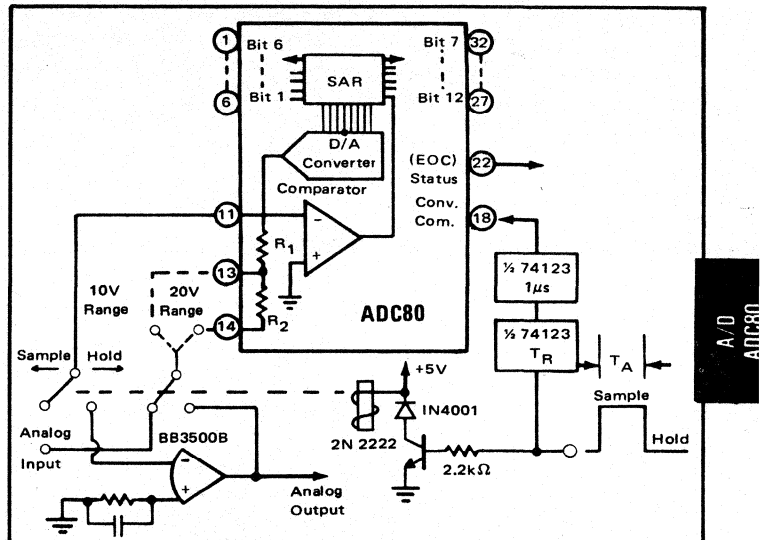 1
Bit 6
6
Bit 1
SAR
Bit 7
32
Bit 12
27
D/A
Converter
(EOC)
Status
22
Comparator
Conv.
Com.
18
11
−
+
R1
13
10V
Range
20V
Range
R2
14
ADC80
½ 74123
1µs
½ 74123
TR
TA
A/D
ADC80
Sample
Hold
+5V
IN4001
Sample
Hold
2N 2222
2.2kΩ
Analog
Input
BB3500B
−
+
Analog
Output